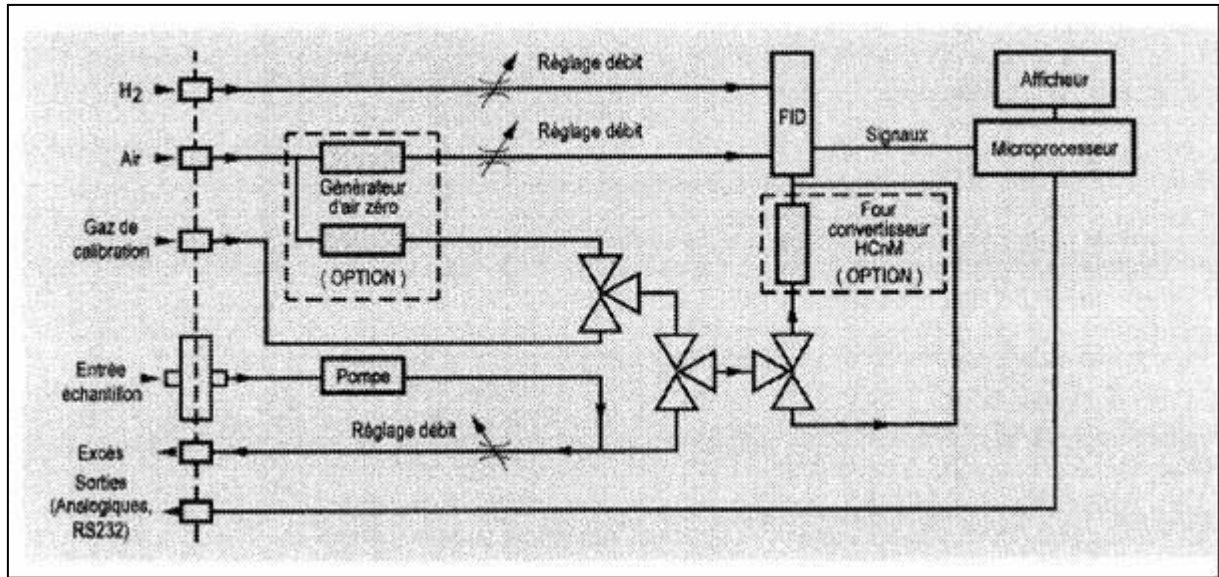 H2
Réglage débit
Afficheur
FID
Air
Réglage débit
Signaux
Microprocesseur
Générateur
d'air zéro
Gaz de
calibration
( OPTION )
Four
convertisseur
HCnM
( OPTION )
Entrée
échantillon
Pompe
Réglage débit
Excès
Sorties
(Analogiques,
RS232)